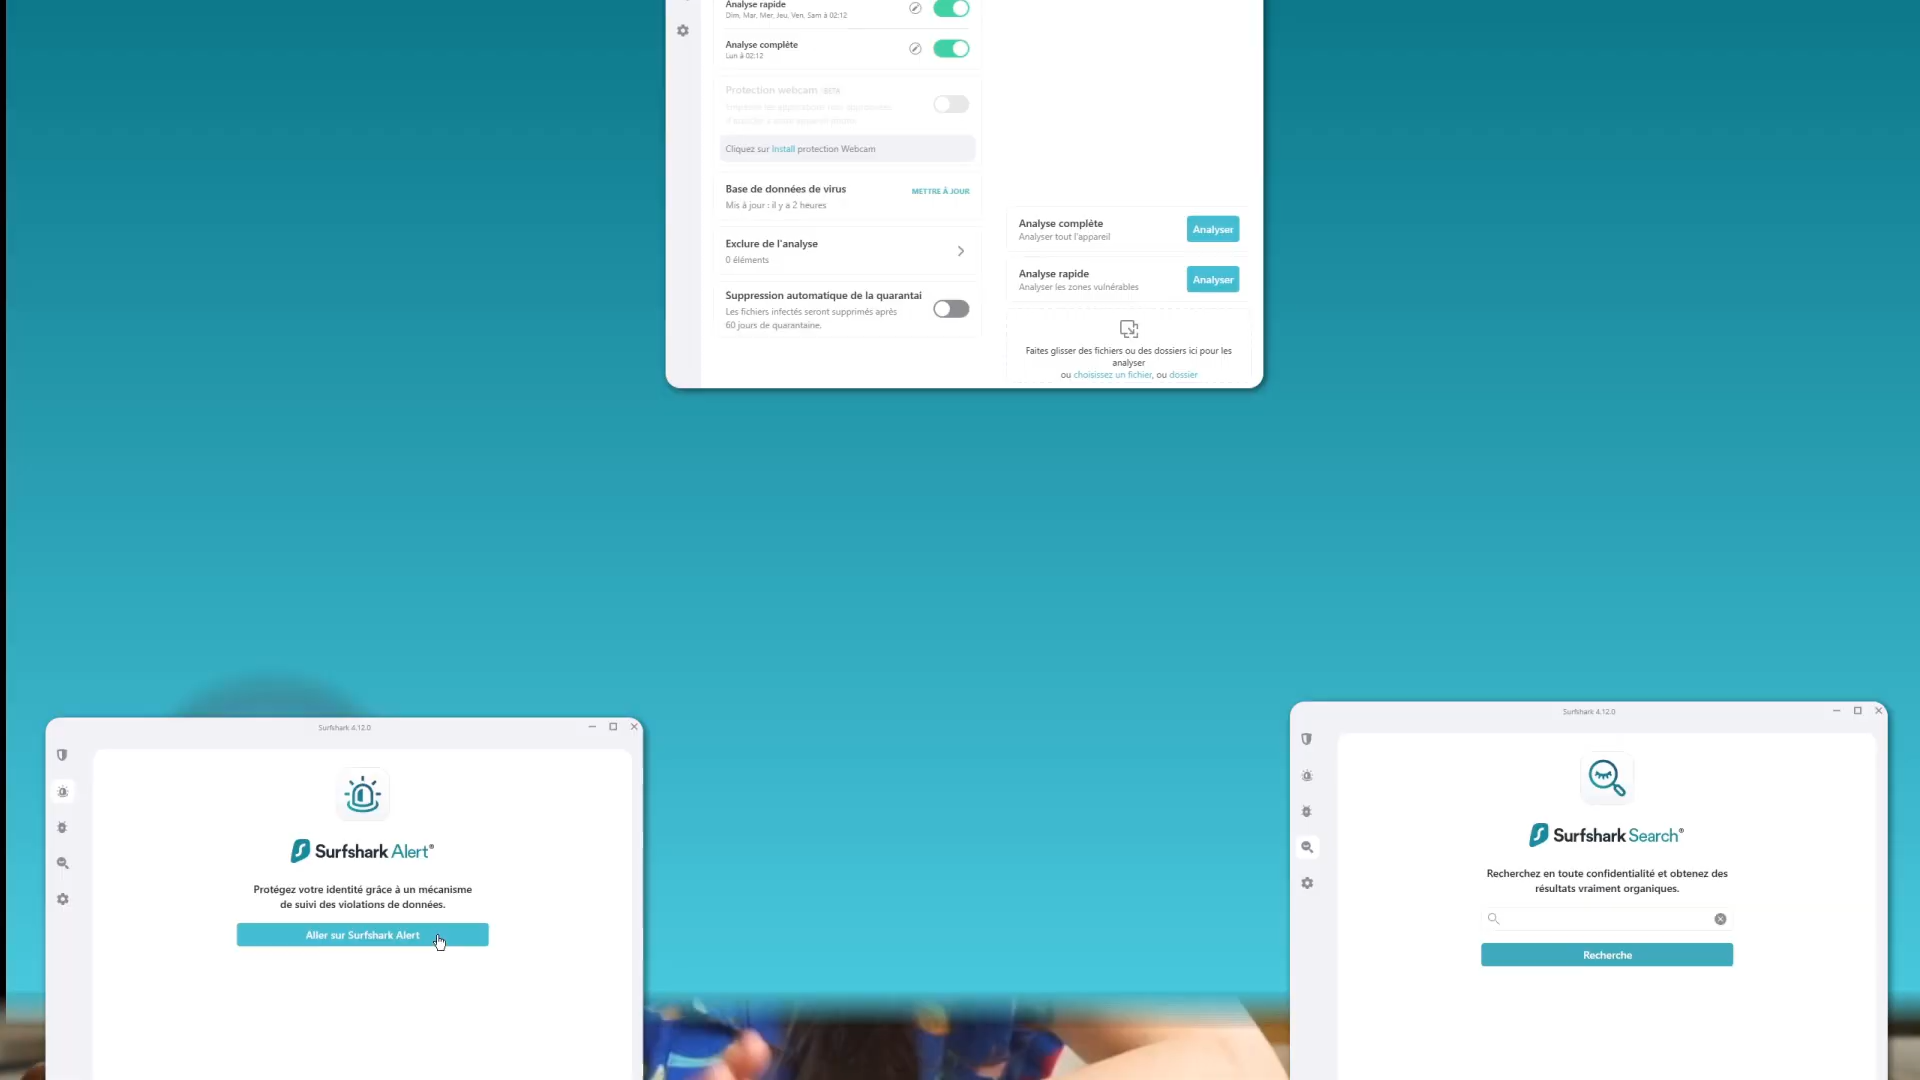 Analyse rapide
Dim, Mar, Mer, Jeu, Ven, Sam à 02:12
Analyse complète
Lun à 02:12
Protection webcam BETA
Cliquez sur Install protection Webcam
Base de données de virus
METTRE À JOUR
Mis à jour : il y a 2 heures
Exclure de l'analyse
0 éléments
Suppression automatique de la quarantai
Les fichiers infectés seront supprimés après
60 jours de quarantaine.
Analyse complète
Analyser tout l'appareil
Analyser
Analyse rapide
Analyser les zones vulnérables
Analyser
Faites glisser des fichiers ou des dossiers ici pour les
analyser
ou choisissez un fichier, ou dossier
Surfshark 4.12.0
Surfshark Alert®
Protégez votre identité grâce à un mécanisme
de suivi des violations de données.
Aller sur Surfshark Alert
Surfshark 4.12.0
Surfshark Search®
Recherchez en toute confidentialité et obtenez des
résultats vraiment organiques.
Recherche